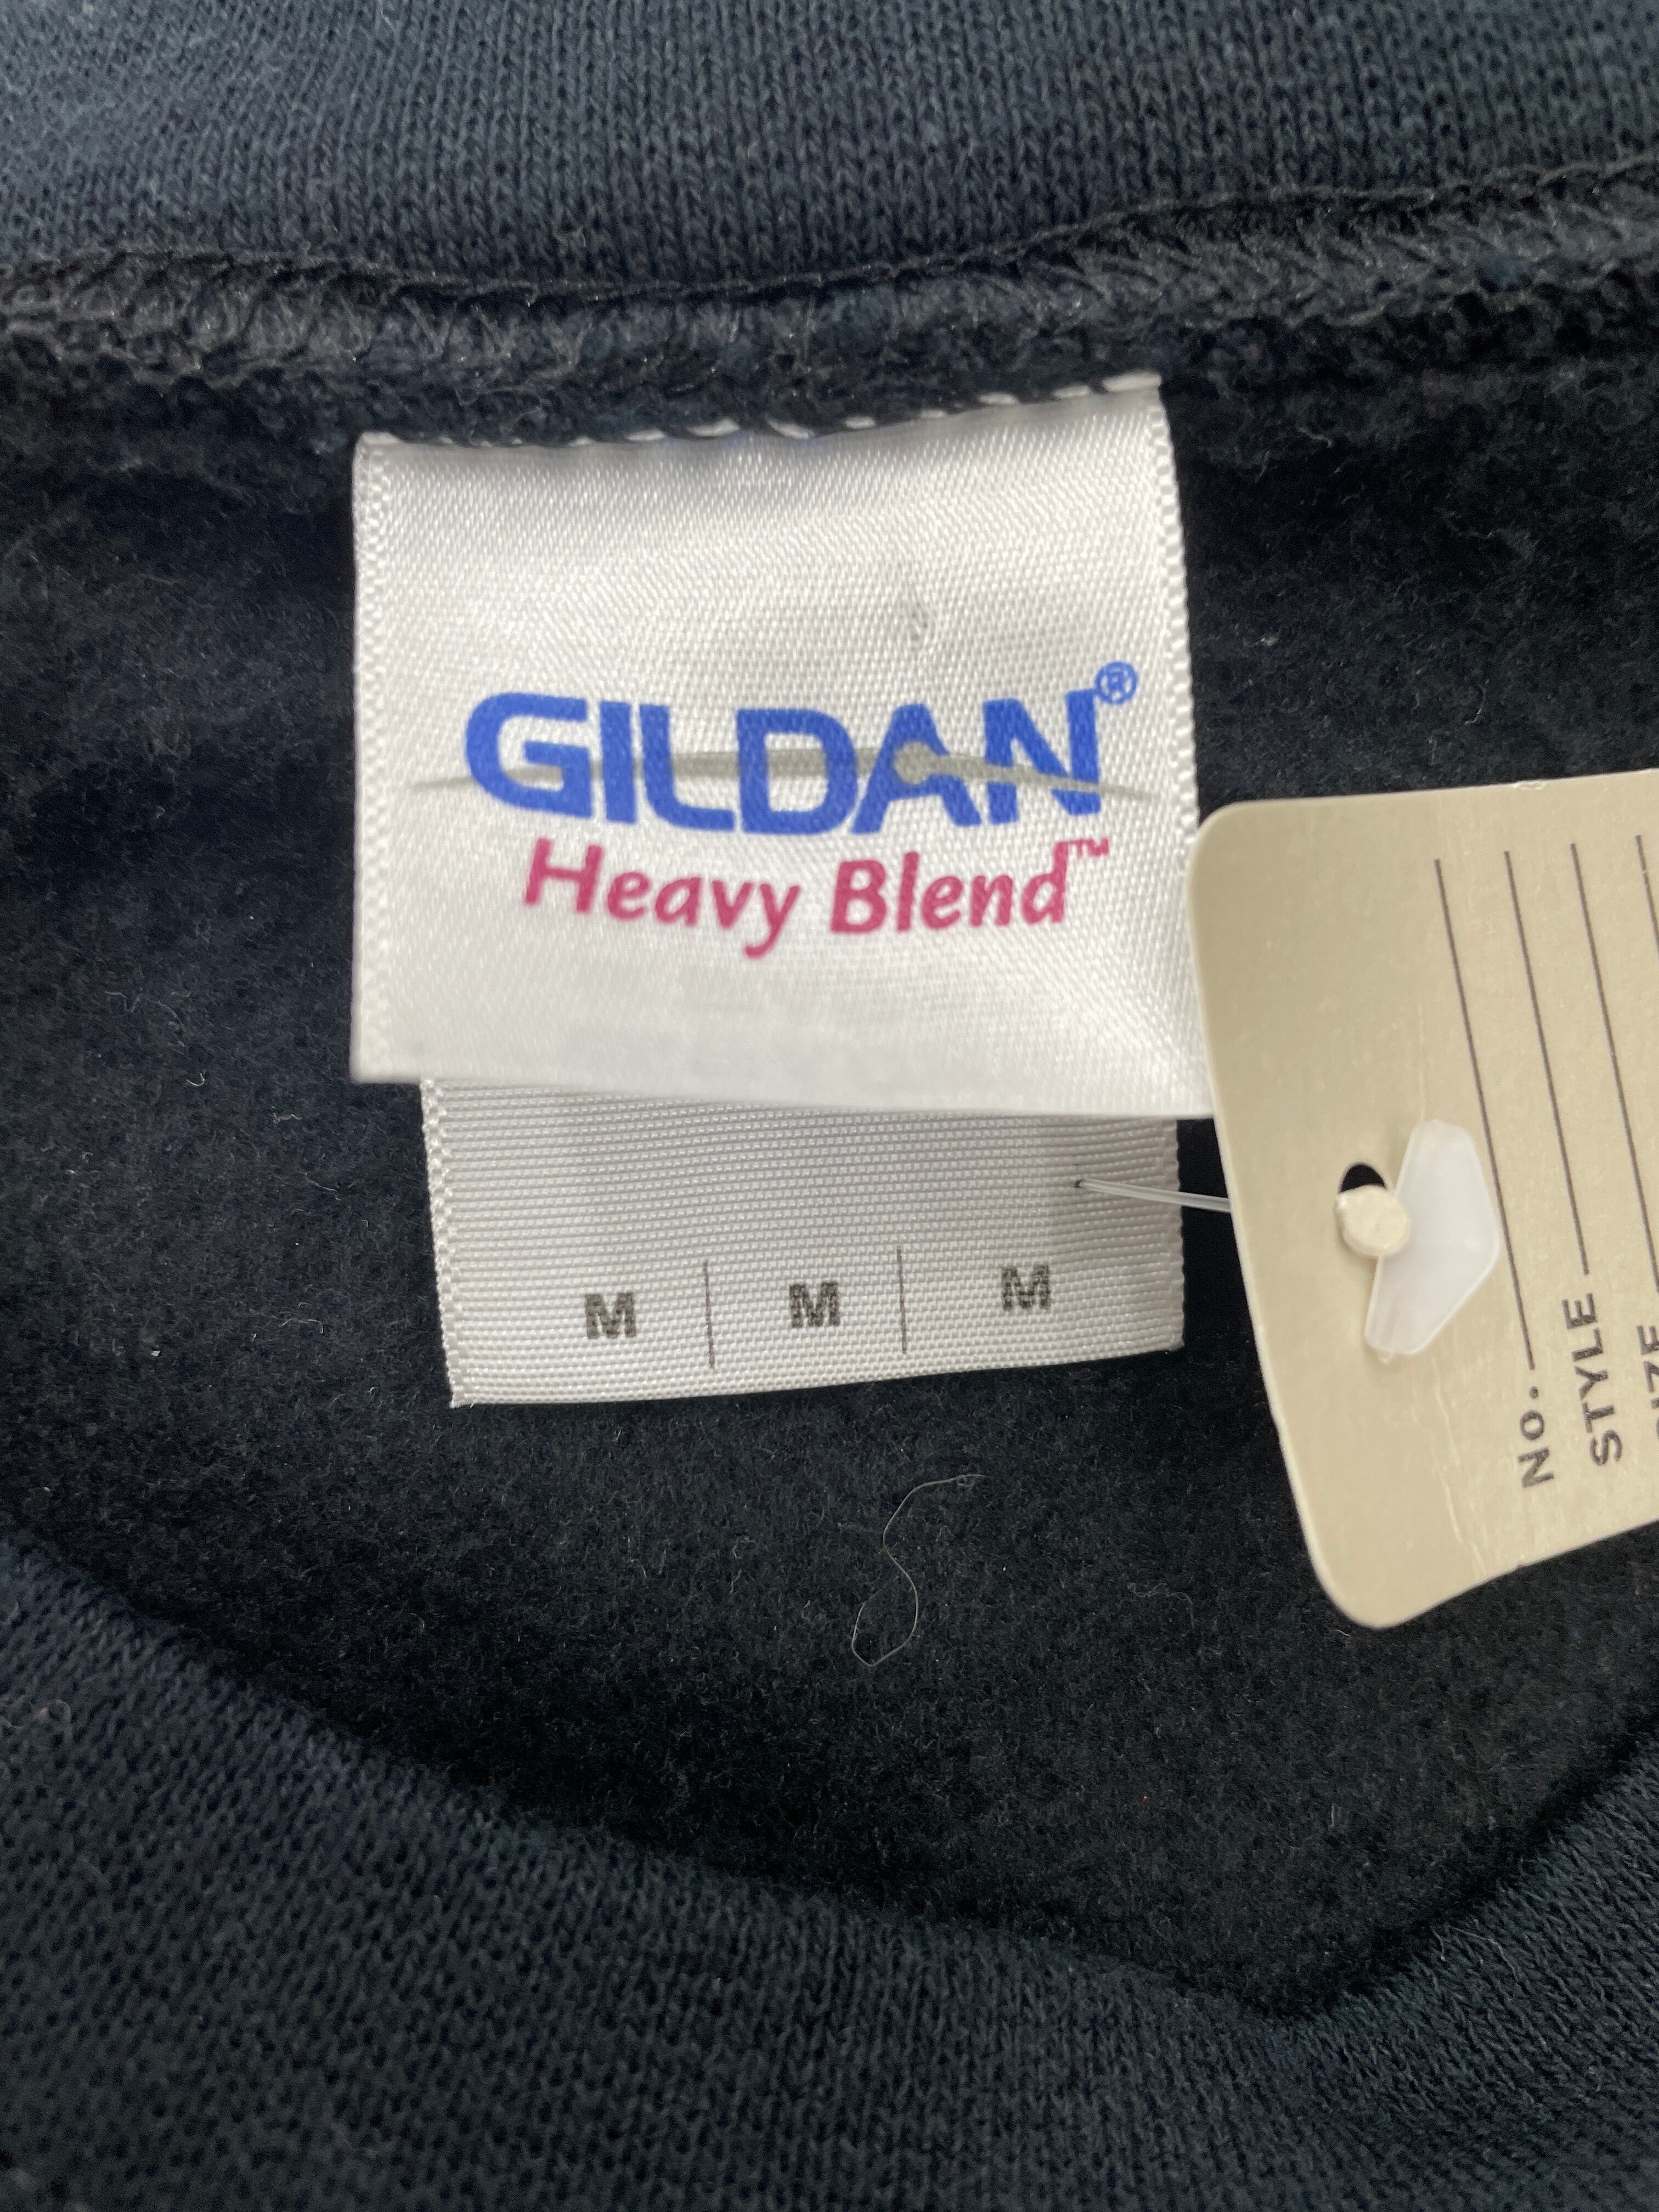 GILDAN®
Heavy Blend™
M | M | M
No.
STYLE